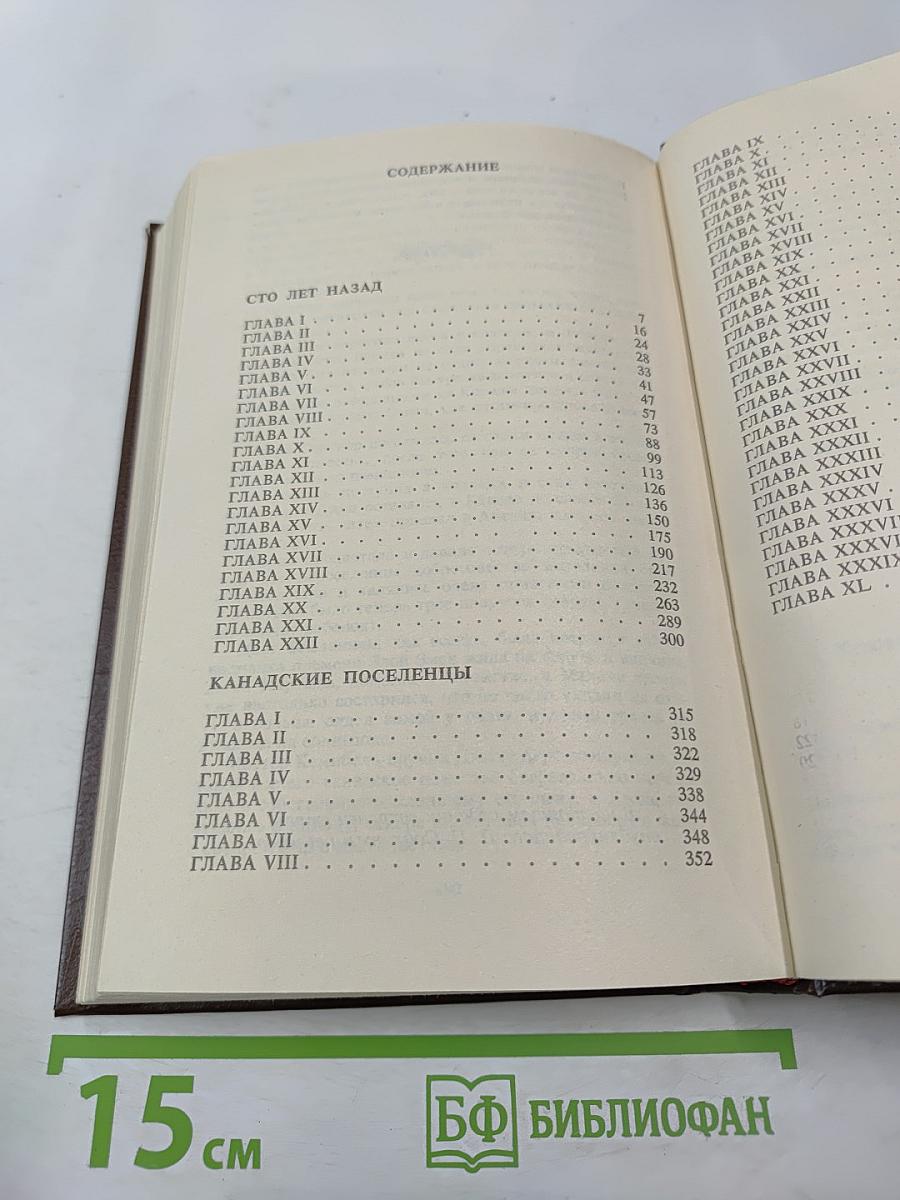 СОДЕРЖАНИЕ
СТО ЛЕТ НАЗАД
ГЛАВА I . . . . . . . . . . . . . . . . . 7
ГЛАВА II . . . . . . . . . . . . . . . . . 16
ГЛАВА III . . . . . . . . . . . . . . . . . 24
ГЛАВА IV . . . . . . . . . . . . . . . . . 28
ГЛАВА V . . . . . . . . . . . . . . . . . 33
ГЛАВА VI . . . . . . . . . . . . . . . . . 41
ГЛАВА VII . . . . . . . . . . . . . . . . . 47
ГЛАВА VIII . . . . . . . . . . . . . . . . . 57
ГЛАВА IX . . . . . . . . . . . . . . . . . 73
ГЛАВА X . . . . . . . . . . . . . . . . . 88
ГЛАВА XI . . . . . . . . . . . . . . . . . 99
ГЛАВА XII . . . . . . . . . . . . . . . . . 113
ГЛАВА XIII . . . . . . . . . . . . . . . . . 126
ГЛАВА XIV . . . . . . . . . . . . . . . . . 136
ГЛАВА XV . . . . . . . . . . . . . . . . . 150
ГЛАВА XVI . . . . . . . . . . . . . . . . . 175
ГЛАВА XVII . . . . . . . . . . . . . . . . . 190
ГЛАВА XVIII . . . . . . . . . . . . . . . . . 217
ГЛАВА XIX . . . . . . . . . . . . . . . . . 232
ГЛАВА XX . . . . . . . . . . . . . . . . . 263
ГЛАВА XXI . . . . . . . . . . . . . . . . . 289
ГЛАВА XXII . . . . . . . . . . . . . . . . . 300
КАНАДСКИЕ ПОСЕЛЕНЦЫ
ГЛАВА I . . . . . . . . . . . . . . . . . 315
ГЛАВА II . . . . . . . . . . . . . . . . . 318
ГЛАВА III . . . . . . . . . . . . . . . . . 322
ГЛАВА IV . . . . . . . . . . . . . . . . . 329
ГЛАВА V . . . . . . . . . . . . . . . . . 338
ГЛАВА VI . . . . . . . . . . . . . . . . . 344
ГЛАВА VII . . . . . . . . . . . . . . . . . 348
ГЛАВА VIII . . . . . . . . . . . . . . . . . 352
ГЛАВА IX
ГЛАВА X
ГЛАВА XI
ГЛАВА XII
ГЛАВА XIII
ГЛАВА XIV
ГЛАВА XV
ГЛАВА XVI
ГЛАВА XVII
ГЛАВА XVIII
ГЛАВА XIX
ГЛАВА XX
ГЛАВА XXI
ГЛАВА XXII
ГЛАВА XXIII
ГЛАВА XXIV
ГЛАВА XXV
ГЛАВА XXVI
ГЛАВА XXVII
ГЛАВА XXVIII
ГЛАВА XXIX
ГЛАВА XXX
ГЛАВА XXXI
ГЛАВА XXXII
ГЛАВА XXXIII
ГЛАВА XXXIV
ГЛАВА XXXV
ГЛАВА XXXVI
ГЛАВА XXXVII
ГЛАВА XXXVI
ГЛАВА XXXIX
ГЛАВА XL
15 см
БФ БИБЛИОФАН